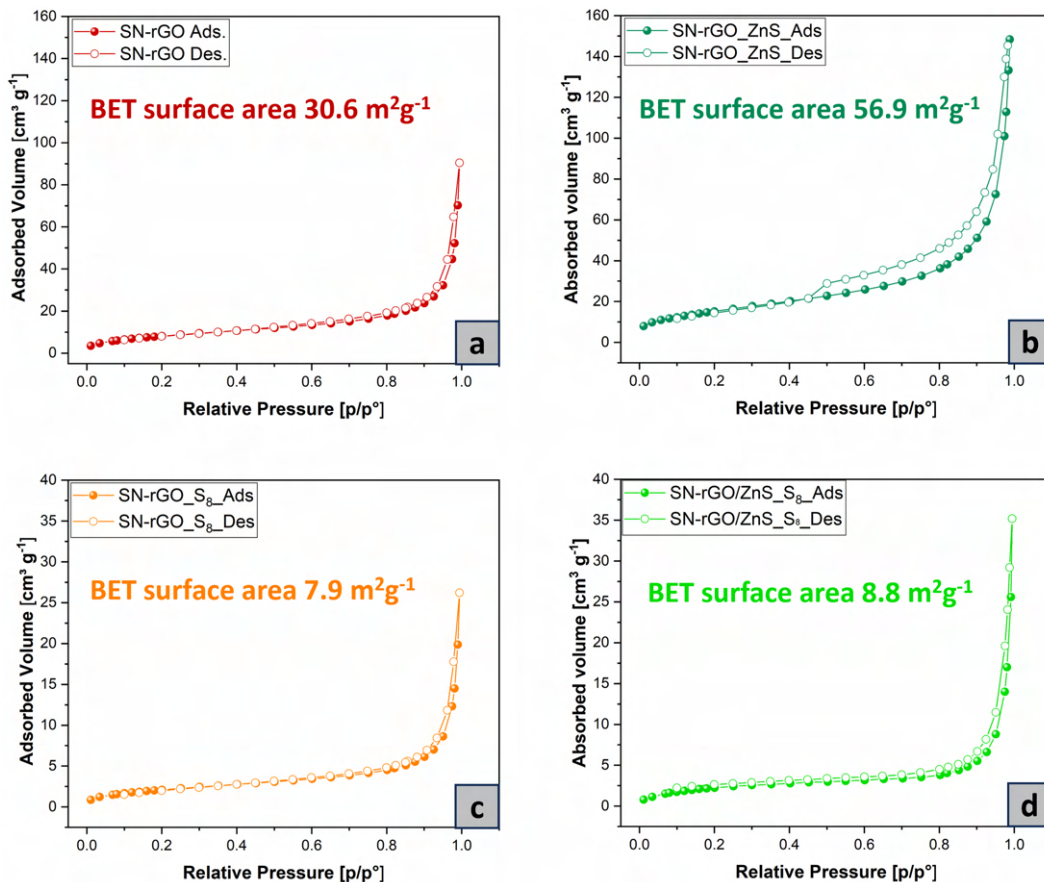 SN-rGO Ads.
SN-rGO Des.
BET surface area 30.6 m²g⁻¹
160
140
120
100
80
60
40
20
0
Adsorbed Volume [cm³ g⁻¹]
0.0 0.2 0.4 0.6 0.8 1.0
Relative Pressure [p/p°]
a
SN-rGO_ZnS_Ads
SN-rGO_ZnS_Des
BET surface area 56.9 m²g⁻¹
160
140
120
100
80
60
40
20
0
Absorbed volume [cm³ g⁻¹]
0.0 0.2 0.4 0.6 0.8 1.0
Relative Pressure [p/p°]
b
SN-rGO_S₈_Ads
SN-rGO_S₈_Des
BET surface area 7.9 m²g⁻¹
40
35
30
25
20
15
10
5
0
Adsorbed Volume [cm³ g⁻¹]
0.0 0.2 0.4 0.6 0.8 1.0
Relative Pressure [p/p°]
c
SN-rGO/ZnS_S₈_Ads
SN-rGO/ZnS_S₈_Des
BET surface area 8.8 m²g⁻¹
40
35
30
25
20
15
10
5
0
Absorbed volume [cm³ g⁻¹]
0.0 0.2 0.4 0.6 0.8 1.0
Relative Pressure [p/p°]
d